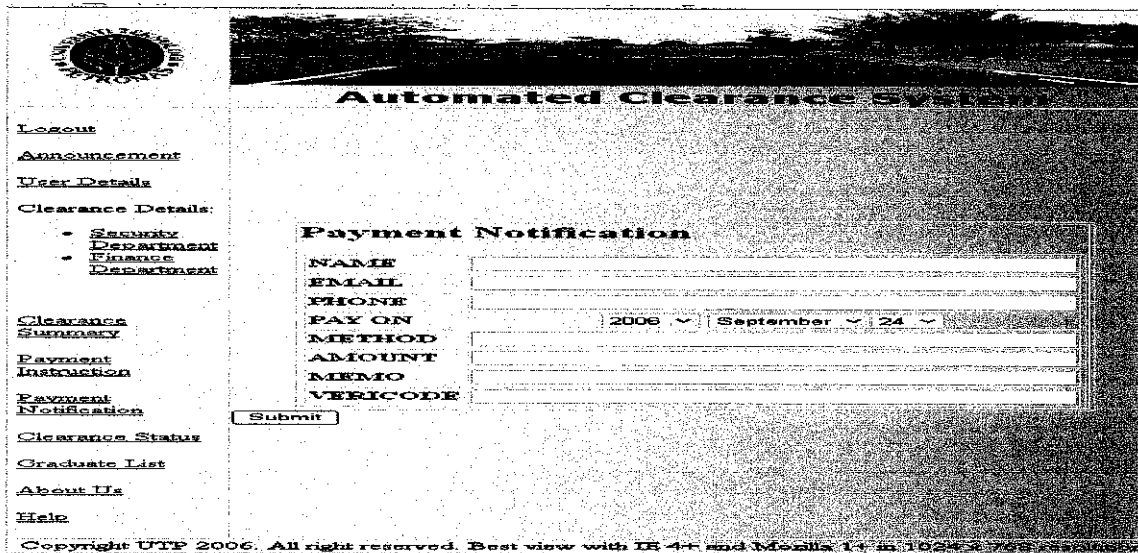 Automated Clearance System
Logout
Announcement
User Details
Clearance Details:
Security
Department
Finance
Department
Clearance
Summary
Payment
Instruction
Payment
Notification
Clearance Status
Graduate List
About Us
Help
Payment Notification
NAME
EMAIL
PHONE
PAY ON 2006 September 24
METHOD
AMOUNT
MEMO
VERICODE
Submit
Copyright UTP 2006. All right reserved. Best view with IE 4+ and Mozilla 1+ in